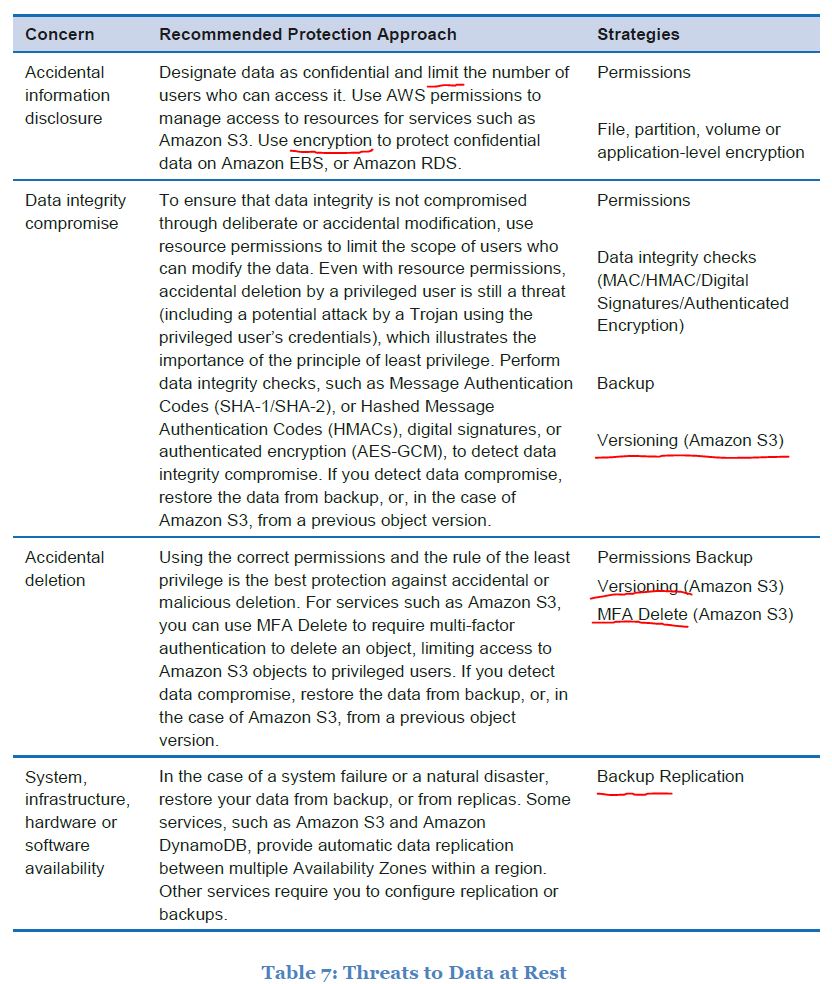 Concern Recommended Protection Approach Strategies
Accidental
information
disclosure
Designate data as confidential and limit the number of
users who can access it. Use AWS permissions to
manage access to resources for services such as
Amazon S3. Use encryption to protect confidential
data on Amazon EBS, or Amazon RDS.
Permissions
File, partition, volume or
application-level encryption
Data integrity
compromise
To ensure that data integrity is not compromised
through deliberate or accidental modification, use
resource permissions to limit the scope of users who
can modify the data. Even with resource permissions,
accidental deletion by a privileged user is still a threat
(including a potential attack by a Trojan using the
privileged user’s credentials), which illustrates the
importance of the principle of least privilege. Perform
data integrity checks, such as Message Authentication
Codes (SHA-1/SHA-2), or Hashed Message
Authentication Codes (HMACs), digital signatures, or
authenticated encryption (AES-GCM), to detect data
integrity compromise. If you detect data compromise,
restore the data from backup, or, in the case of
Amazon S3, from a previous object version.
Permissions
Data integrity checks
(MAC/HMAC/Digital
Signatures/Authenticated
Encryption)
Backup
Versioning (Amazon S3)
Accidental
deletion
Using the correct permissions and the rule of the least
privilege is the best protection against accidental or
malicious deletion. For services such as Amazon S3,
you can use MFA Delete to require multi-factor
authentication to delete an object, limiting access to
Amazon S3 objects to privileged users. If you detect
data compromise, restore the data from backup, or, in
the case of Amazon S3, from a previous object
version.
Permissions Backup
Versioning (Amazon S3)
MFA Delete (Amazon S3)
System,
infrastructure,
hardware or
software
availability
In the case of a system failure or a natural disaster,
restore your data from backup, or from replicas. Some
services, such as Amazon S3 and Amazon
DynamoDB, provide automatic data replication
between multiple Availability Zones within a region.
Other services require you to configure replication or
backups.
Backup Replication
Table 7: Threats to Data at Rest